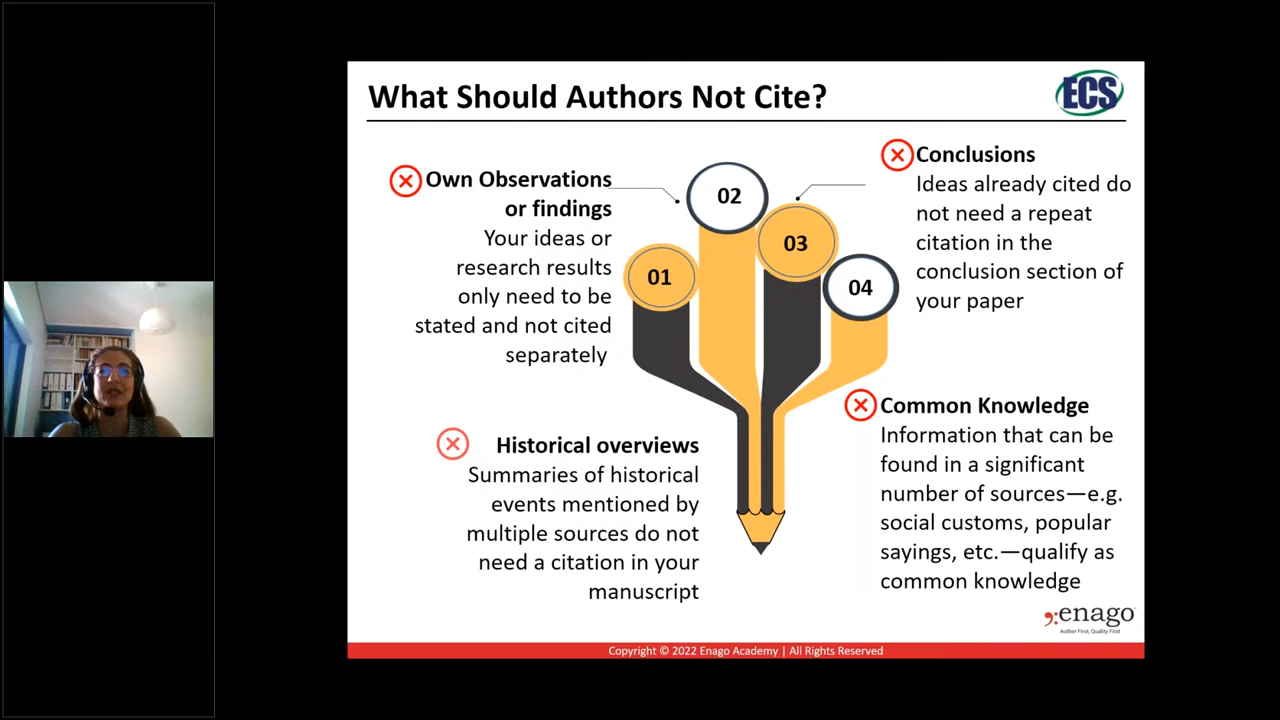 What Should Authors Not Cite?
ECS
Own Observations
or findings
Your ideas or
research results
only need to be
stated and not cited
separately
01
02
03
04
Conclusions
Ideas already cited do
not need a repeat
citation in the
conclusion section of
your paper
Historical overviews
Summaries of historical
events mentioned by
multiple sources do not
need a citation in your
manuscript
Common Knowledge
Information that can be
found in a significant
number of sources—e.g.
social customs, popular
sayings, etc.—qualify as
common knowledge
enago
Author First, Quality First
Copyright © 2022 Enago Academy | All Rights Reserved